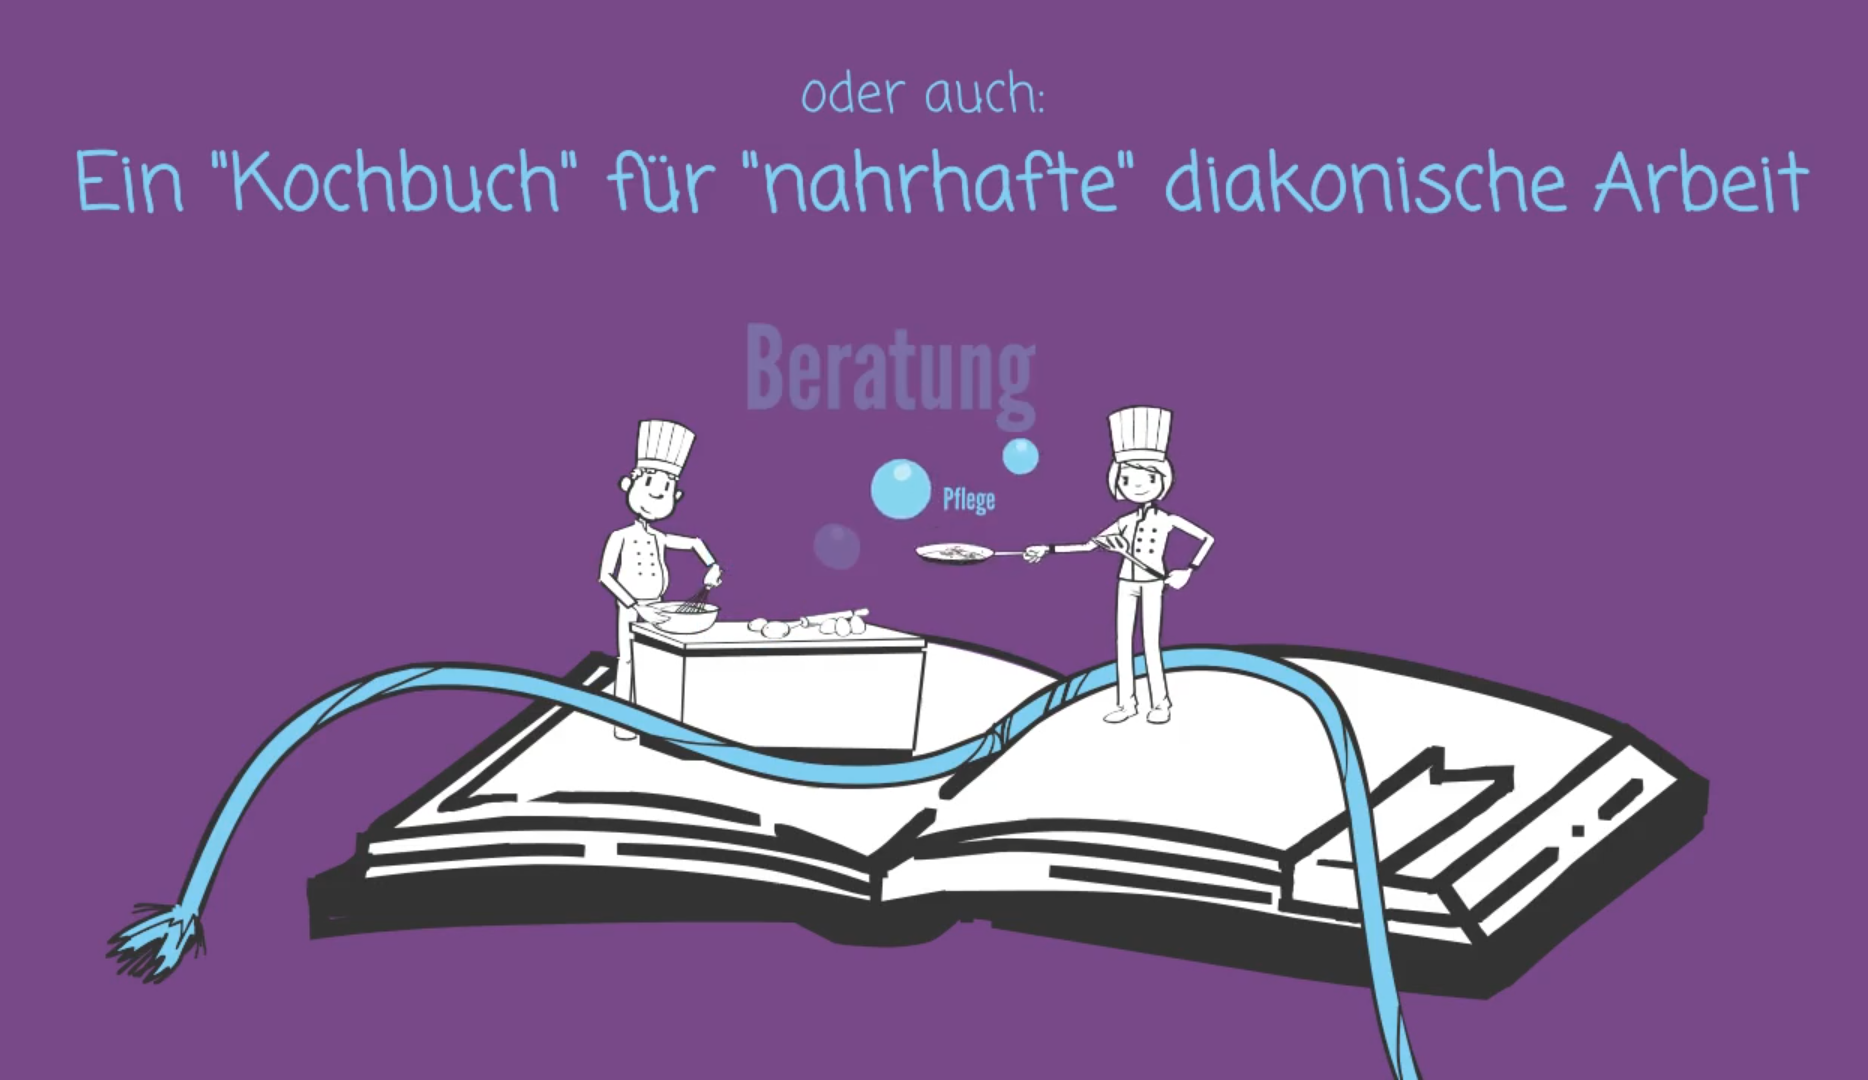 oder auch:
Ein "Kochbuch" für "nahrhafte" diakonische Arbeit
Beratung
Pflege